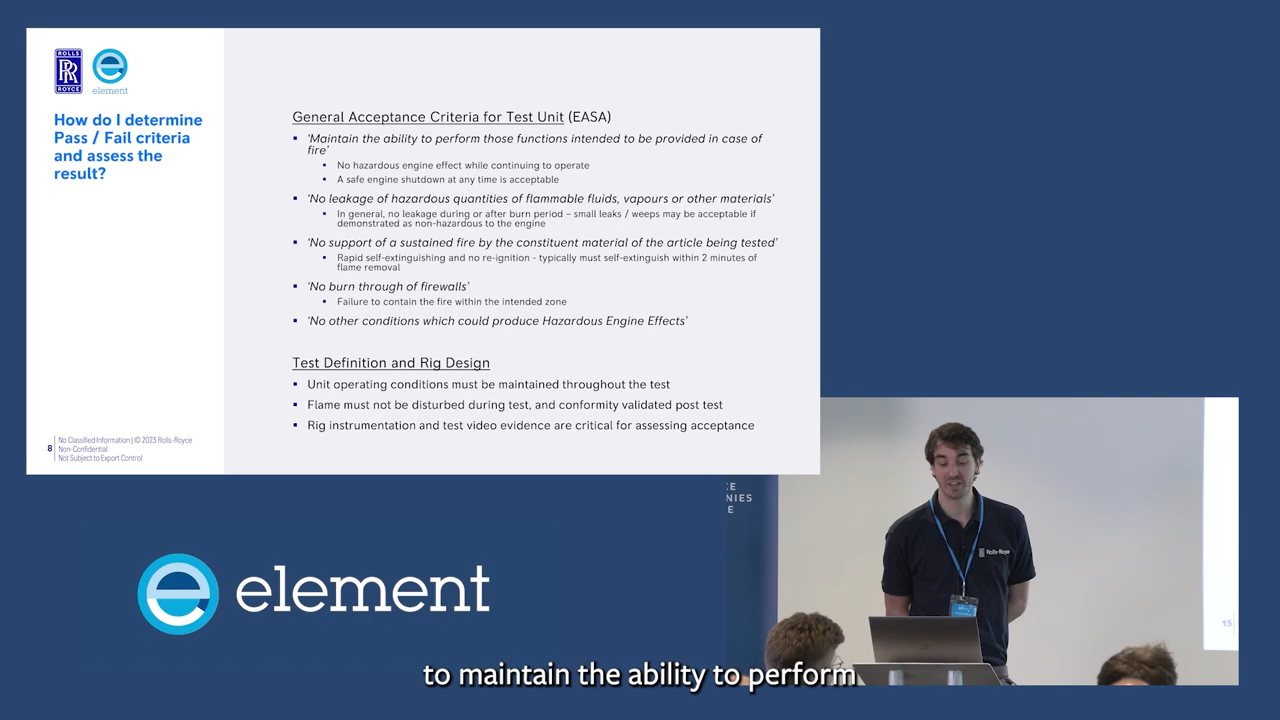 ROLLS
RR
ROYCE
element
How do I determine
Pass / Fail criteria
and assess the
result?
General Acceptance Criteria for Test Unit (EASA)
▪ ‘Maintain the ability to perform those functions intended to be provided in case of
fire’
▪ No hazardous engine effect while continuing to operate
▪ A safe engine shutdown at any time is acceptable
▪ ‘No leakage of hazardous quantities of flammable fluids, vapours or other materials’
▪ In general, no leakage during or after burn period – small leaks / weeps may be acceptable if
demonstrated as non-hazardous to the engine
▪ ‘No support of a sustained fire by the constituent material of the article being tested’
▪ Rapid self-extinguishing and no re-ignition - typically must self-extinguish within 2 minutes of
flame removal
▪ ‘No burn through of firewalls’
▪ Failure to contain the fire within the intended zone
▪ ‘No other conditions which could produce Hazardous Engine Effects’
Test Definition and Rig Design
▪ Unit operating conditions must be maintained throughout the test
▪ Flame must not be disturbed during test, and conformity validated post test
▪ Rig instrumentation and test video evidence are critical for assessing acceptance
8
No Classified Information | © 2023 Rolls-Royce
Non-Confidential
Not Subject to Export Control
NIES
Rolls-Royce
15
element
to maintain the ability to perform